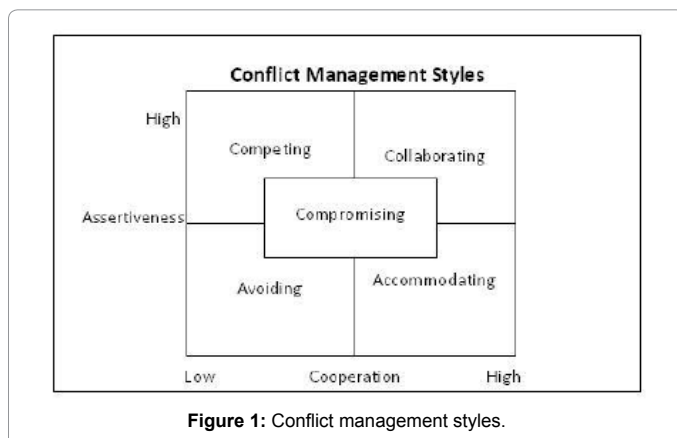 Conflict Management Styles
High
Competing
Collaborating
Assertiveness
Compromising
Avoiding
Accommodating
Low Cooperation High
Figure 1: Conflict management styles.